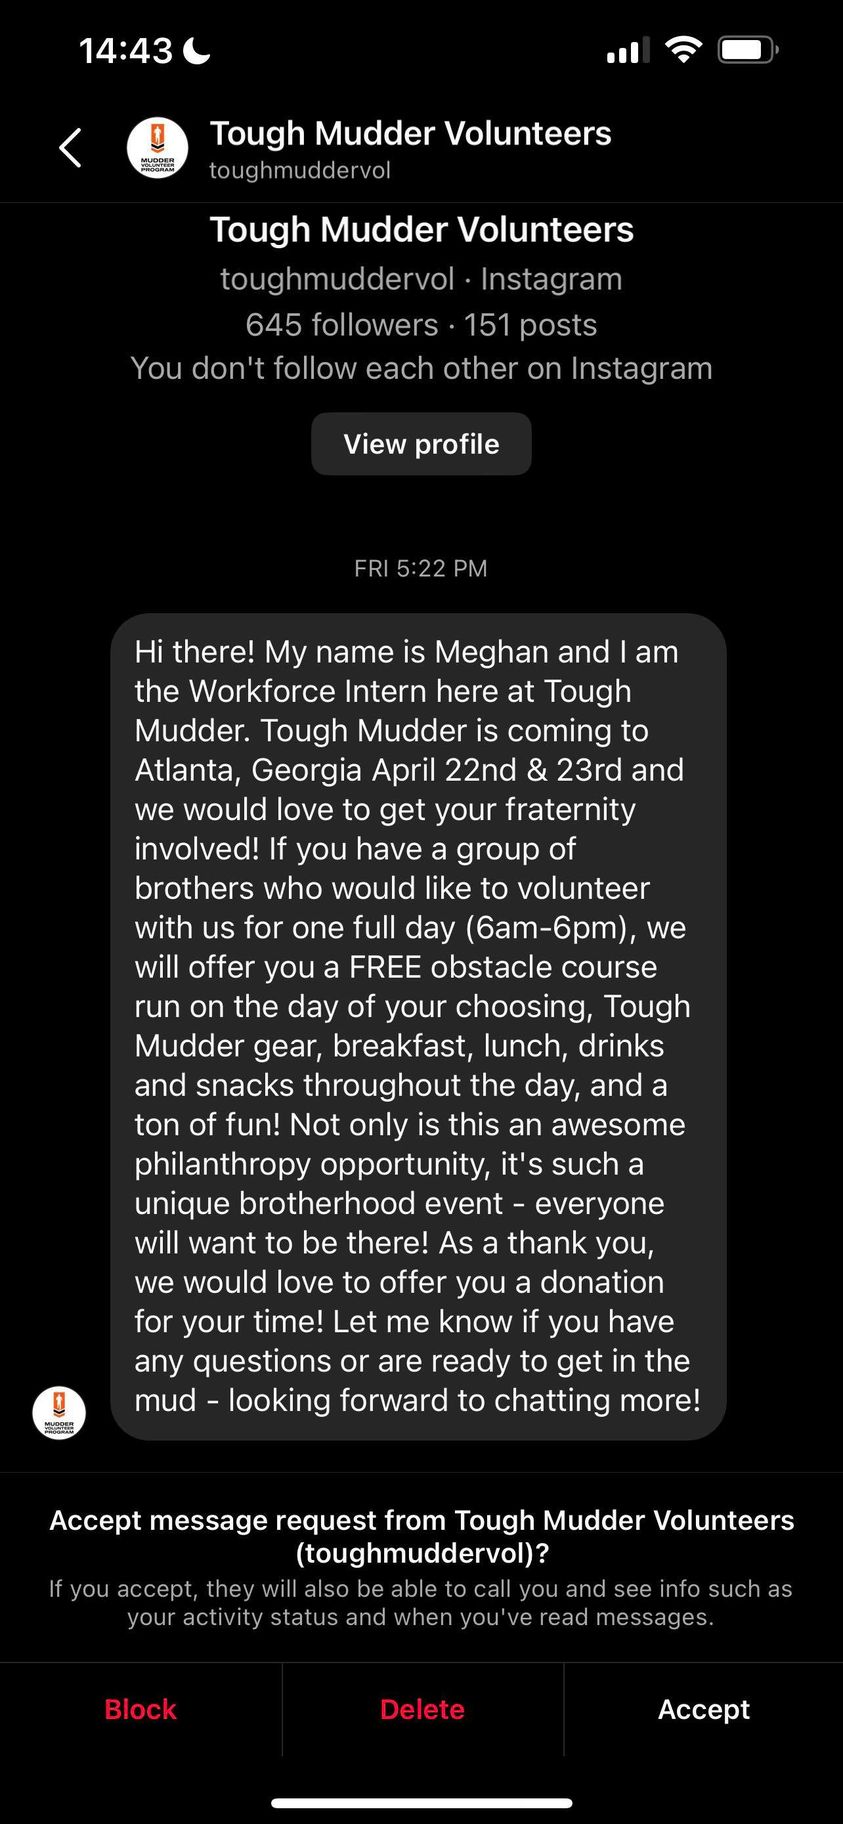 14:43
Tough Mudder Volunteers
toughmuddervol
MUDDER
VOLUNTEER
PROGRAM
Tough Mudder Volunteers
toughmuddervol · Instagram
645 followers · 151 posts
You don't follow each other on Instagram
View profile
FRI 5:22 PM
Hi there! My name is Meghan and I am
the Workforce Intern here at Tough
Mudder. Tough Mudder is coming to
Atlanta, Georgia April 22nd & 23rd and
we would love to get your fraternity
involved! If you have a group of
brothers who would like to volunteer
with us for one full day (6am-6pm), we
will offer you a FREE obstacle course
run on the day of your choosing, Tough
Mudder gear, breakfast, lunch, drinks
and snacks throughout the day, and a
ton of fun! Not only is this an awesome
philanthropy opportunity, it's such a
unique brotherhood event - everyone
will want to be there! As a thank you,
we would love to offer you a donation
for your time! Let me know if you have
any questions or are ready to get in the
mud - looking forward to chatting more!
MUDDER
VOLUNTEER
PROGRAM
Accept message request from Tough Mudder Volunteers
(toughmuddervol)?
If you accept, they will also be able to call you and see info such as
your activity status and when you've read messages.
Block
Delete
Accept